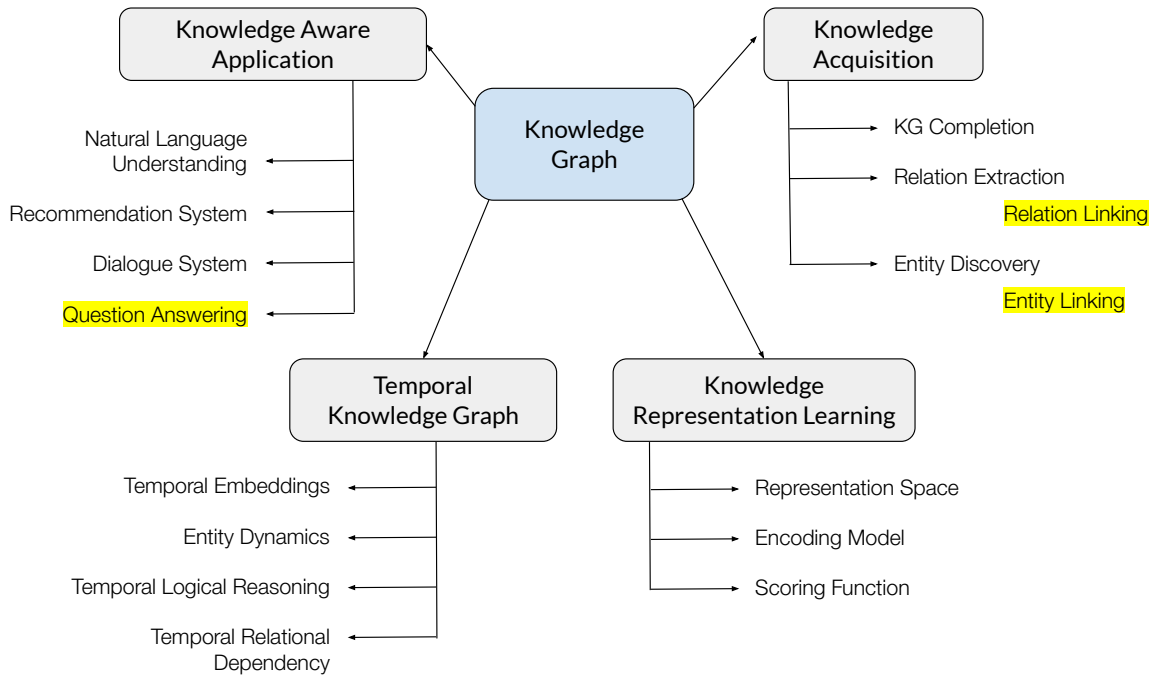 Knowledge Aware
Application
Natural Language
Understanding
Recommendation System
Dialogue System
Question Answering
Knowledge
Graph
Knowledge
Acquisition
KG Completion
Relation Extraction
Relation Linking
Entity Discovery
Entity Linking
Temporal
Knowledge Graph
Temporal Embeddings
Entity Dynamics
Temporal Logical Reasoning
Temporal Relational
Dependency
Knowledge
Representation Learning
Representation Space
Encoding Model
Scoring Function